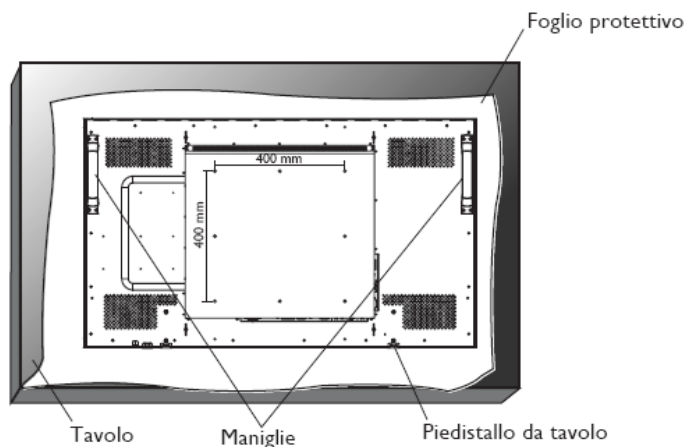 Foglio protettivo
400 mm
400 mm
Tavolo
Maniglie
Piedistallo da tavolo